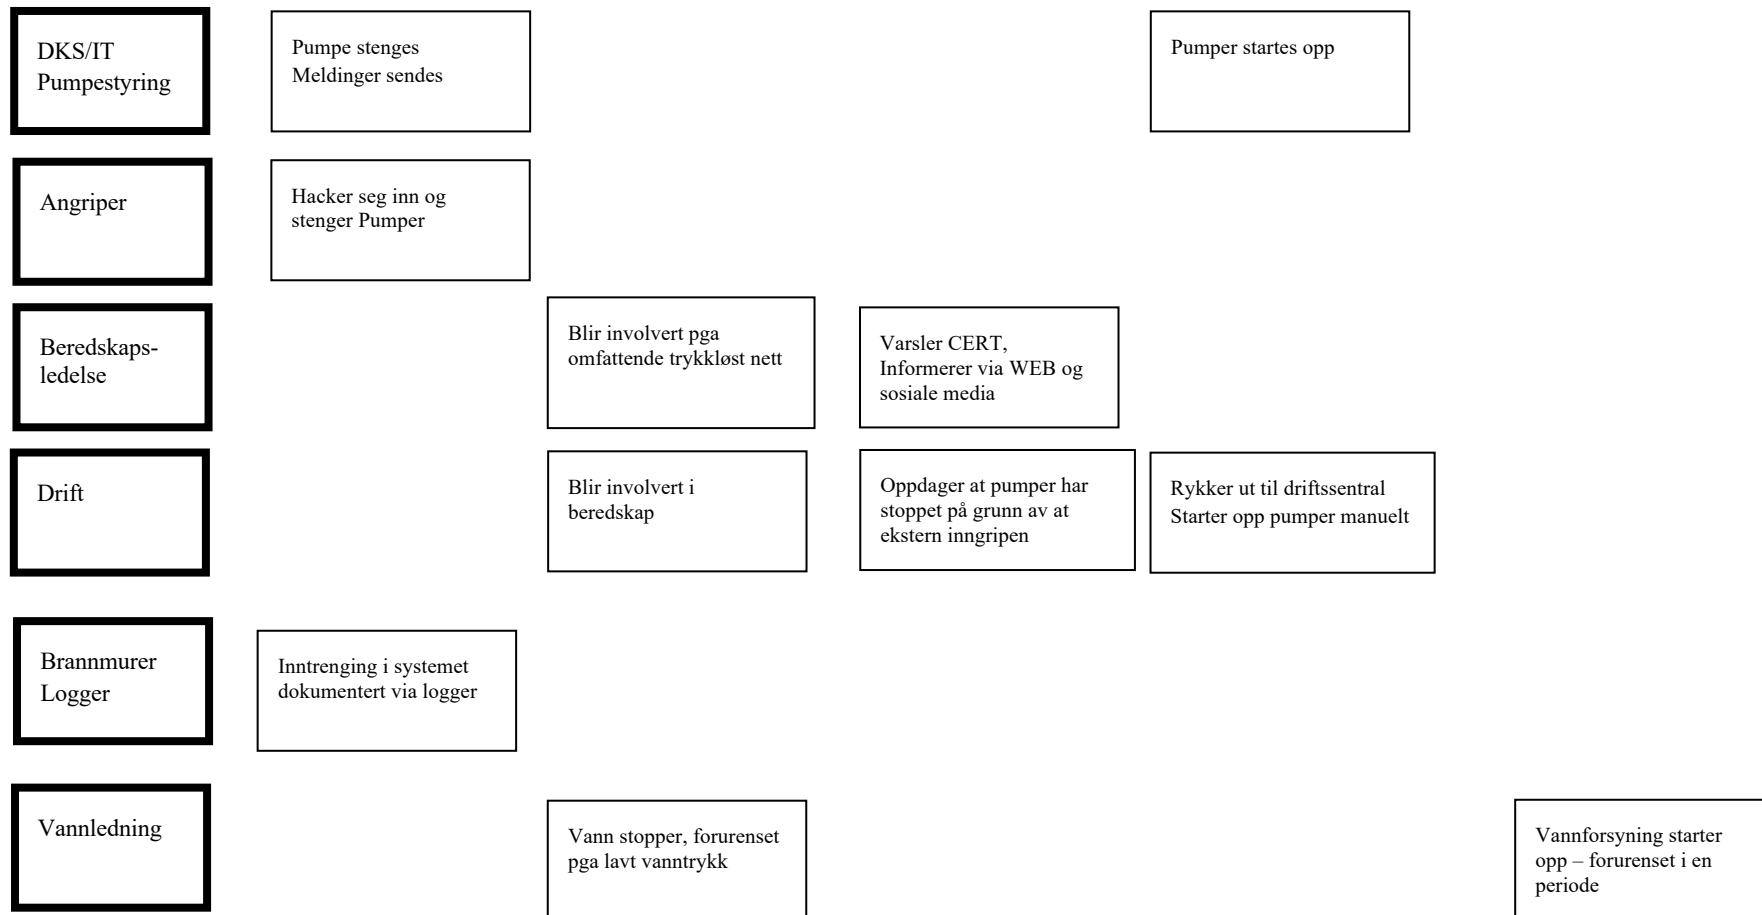 DKS/IT
Pumpestyring
Pumpe stenges
Meldinger sendes
Pumper startes opp
Angriper
Hacker seg inn og
stenger Pumper
Beredskaps-
ledelse
Blir involvert pga
omfattende trykkløst nett
Varsler CERT,
Informerer via WEB og
sosiale media
Drift
Blir involvert i
beredskap
Oppdager at pumper har
stoppet på grunn av at
ekstern inngripen
Rykker ut til driftssentral
Starter opp pumper manuelt
Brannmurer
Logger
Inntrenging i systemet
dokumentert via logger
Vannledning
Vann stopper, forurenset
pga lavt vanntrykk
Vannforsyning starter
opp – forurenset i en
periode